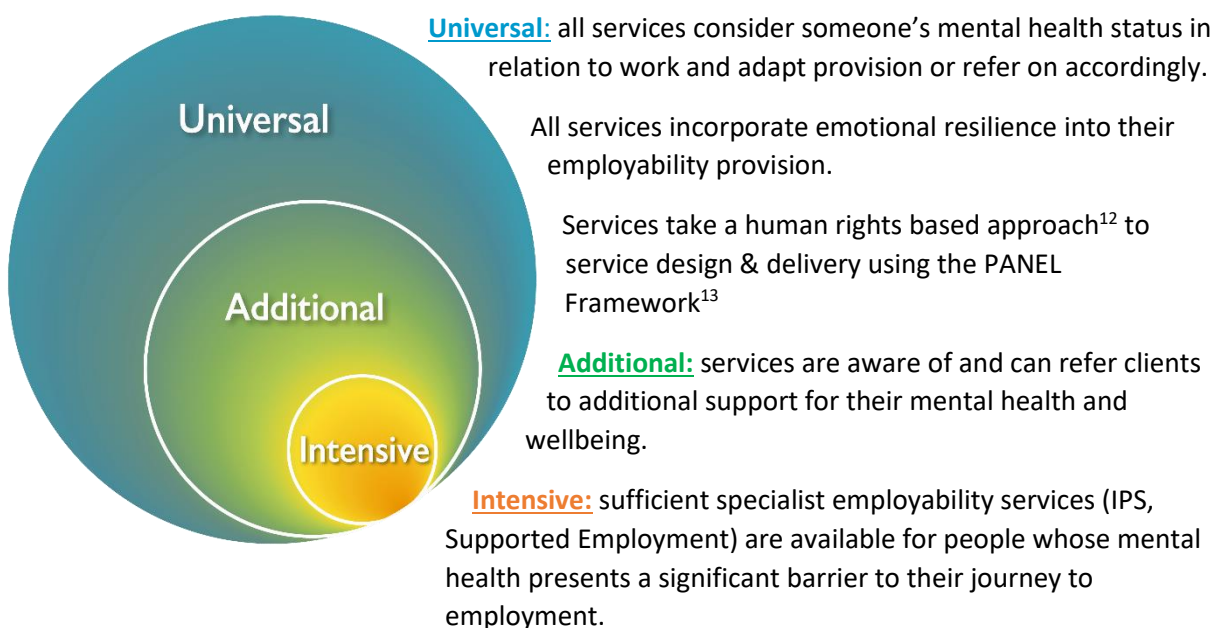 Universal
Additional
Intensive
Universal: all services consider someone’s mental health status in
relation to work and adapt provision or refer on accordingly.
All services incorporate emotional resilience into their
employability provision.
Services take a human rights based approach12 to
service design & delivery using the PANEL
Framework13
Additional: services are aware of and can refer clients
to additional support for their mental health and
wellbeing.
Intensive: sufficient specialist employability services (IPS,
Supported Employment) are available for people whose mental
health presents a significant barrier to their journey to
employment.